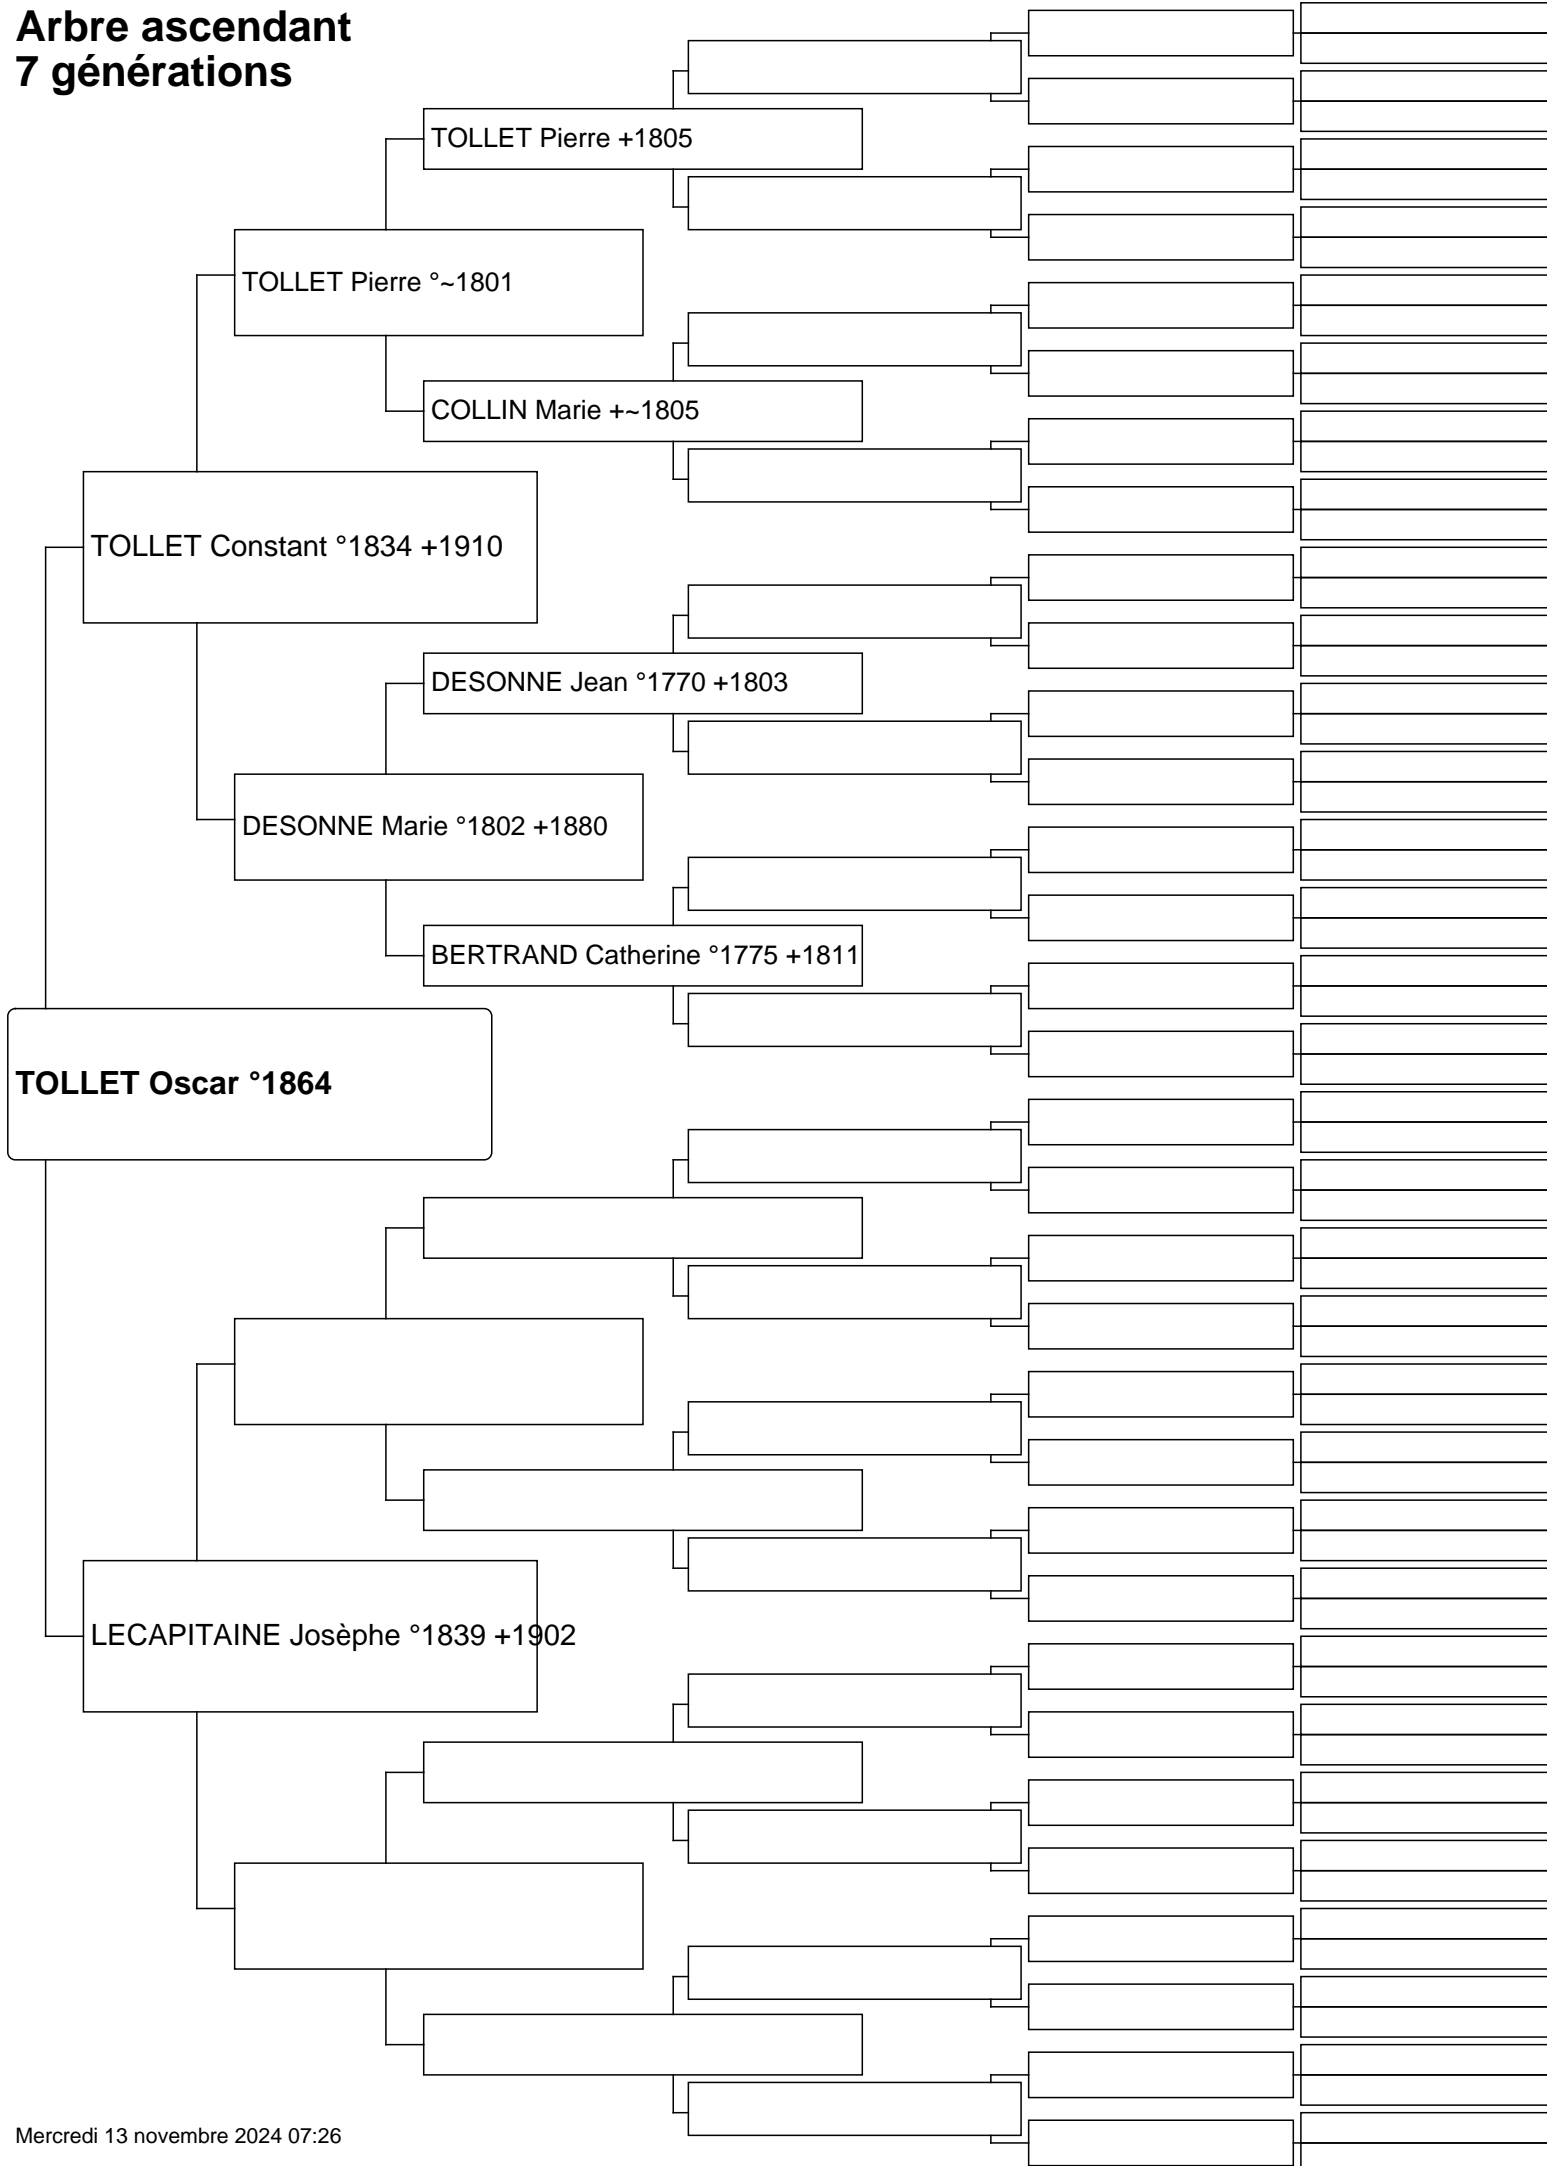 Arbre ascendant
7 générations
TOLLET Pierre +1805
TOLLET Pierre °~1801
COLLIN Marie +~1805
TOLLET Constant °1834 +1910
DESONNE Jean °1770 +1803
DESONNE Marie °1802 +1880
BERTRAND Catherine °1775 +1811
TOLLET Oscar °1864
LECAPITAINE Josèphe °1839 +1902
Mercredi 13 novembre 2024 07:26